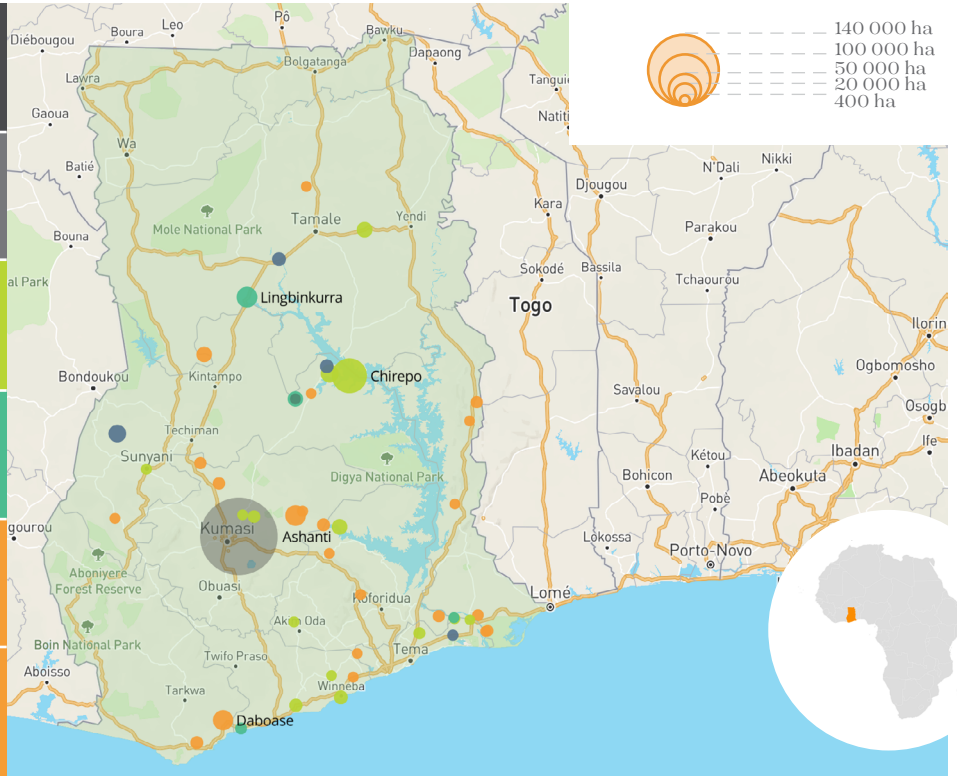 140 000 ha
100 000 ha
50 000 ha
20 000 ha
400 ha
Pô
Leo
Diébougou
Boura
Bawku
Bolgatanga
Dapaong
Lawra
Gaoua
Wa
Batié
Natiti
N'Dali
Nikki
Djougou
Kara
Mole National Park
Tamale
Yendi
Parakou
Bouna
Sokodé
Bassila
Tchaourou
al Park
Lingbinkurra
Togo
Ilorin
Ogbomosho
Bondoukou
Kintampo
Chirepo
Savalou
Osogb
Techiman
Ife
Sunyani
Kétou
Ibadan
Digya National Park
Bohicon
Abeokuta
Pobè
gourou
Kumasi
Ashanti
Lokossa
Porto-Novo
Aboniyere
Forest Reserve
Obuasi
Koforidua
Lomé
Akim Oda
Boin National Park
Twifo Praso
Tema
Aboisso
Tarkwa
Winneba
Daboase